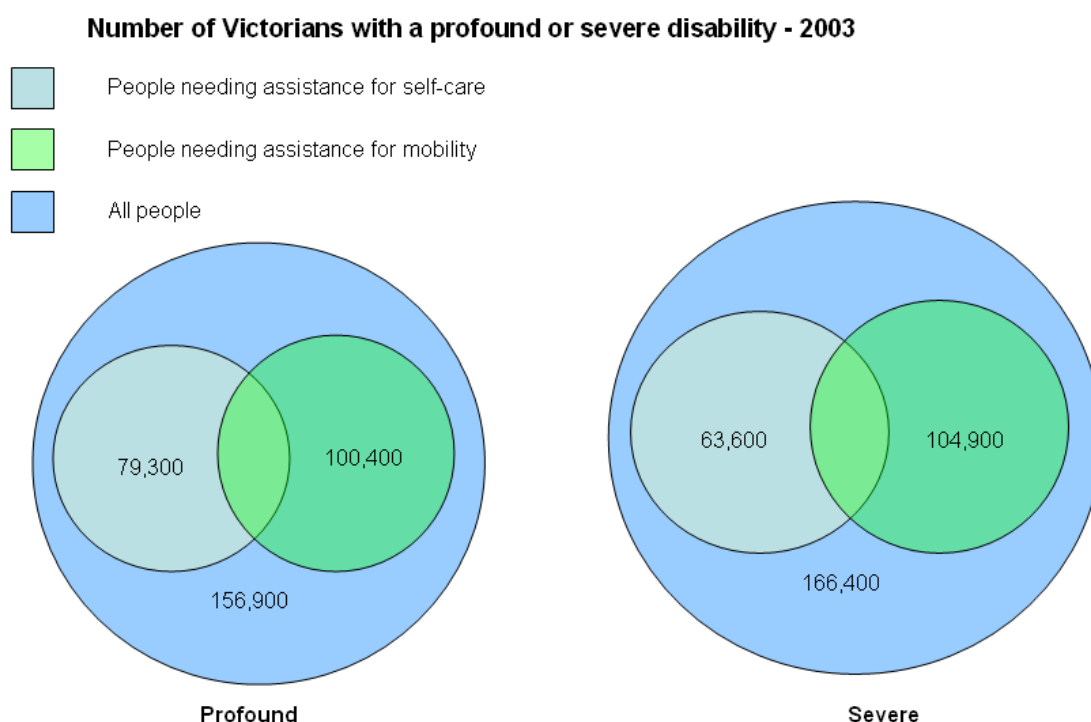 Number of Victorians with a profound or severe disability - 2003
People needing assistance for self-care
People needing assistance for mobility
All people
79,300
100,400
156,900
Profound
63,600
104,900
166,400
Severe